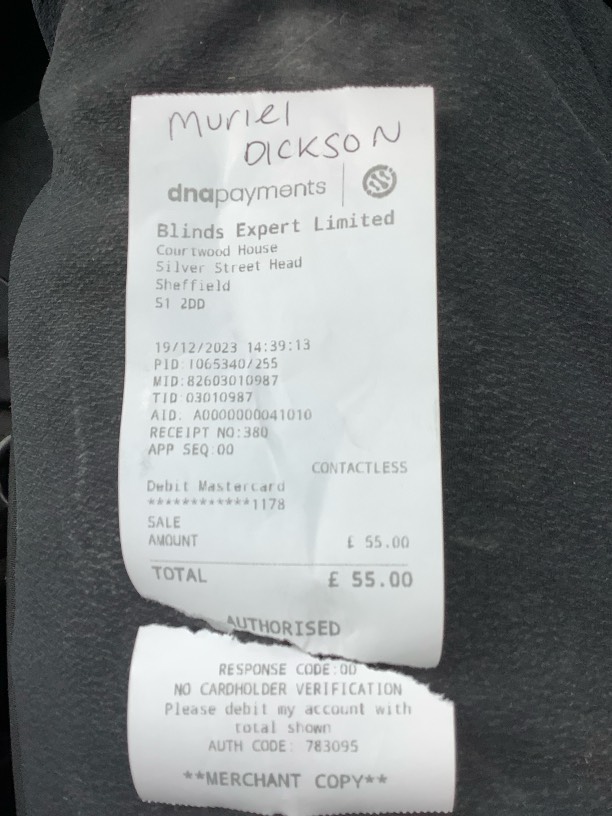 Muriel
DICKSON
dnapayments
Blinds Expert Limited
Courtwood House
Silver Street Head
Sheffield
S1 2DD
19/12/2023 14:39:13
PID:1065340/255
MID:82603010987
TID:03010987
AID: A0000000041010
RECEIPT NO:380
APP SEQ:00
CONTACTLESS
Debit Mastercard
************1178
SALE
AMOUNT £ 55.00
TOTAL £ 55.00
AUTHORISED
RESPONSE CODE:00
NO CARDHOLDER VERIFICATION
Please debit my account with
total shown
AUTH CODE: 783095
**MERCHANT COPY**